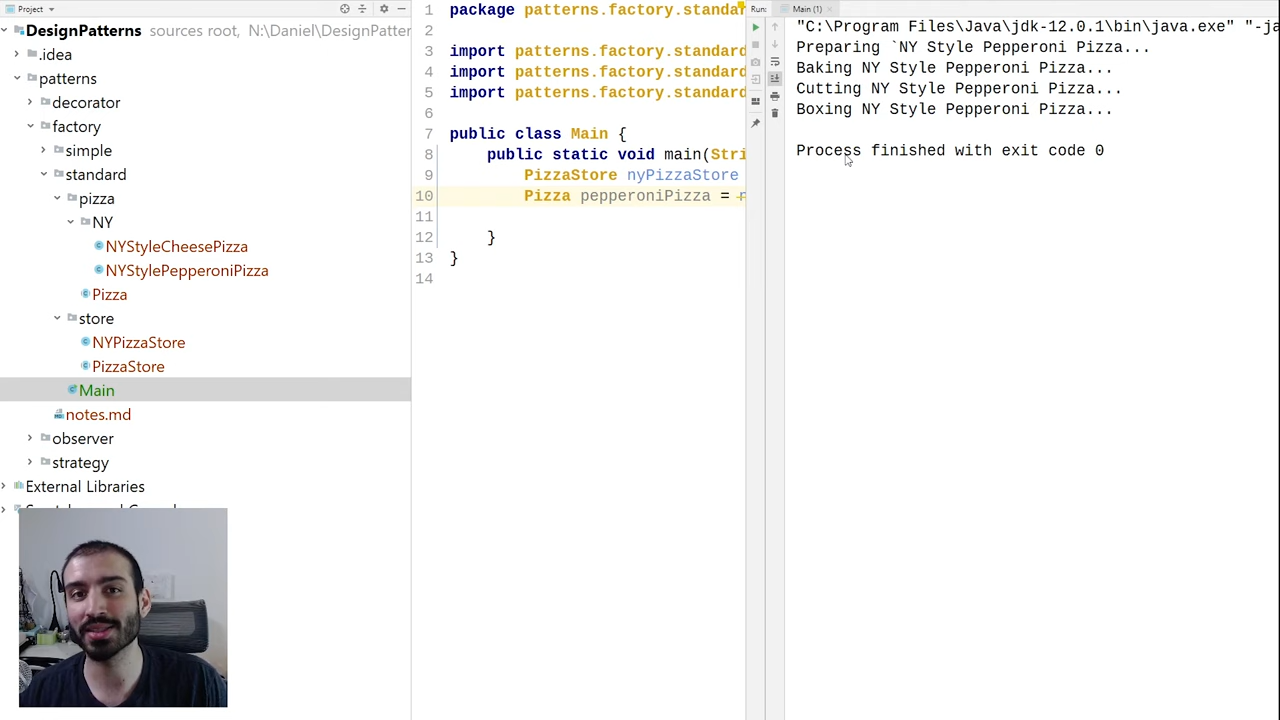 Project
DesignPatterns sources root, N:\Daniel\DesignPatter
.idea
patterns
decorator
factory
simple
standard
pizza
NY
NYStyleCheesePizza
NYStylePepperoniPizza
Pizza
store
NYPizzaStore
PizzaStore
Main
notes.md
observer
strategy
External Libraries
1 package patterns.factory.standar
2
3 import patterns.factory.standard
4 import patterns.factory.standard
5 import patterns.factory.standard
6
7 public class Main {
8 public static void main(Stri
9 PizzaStore nyPizzaStore
10 Pizza pepperoniPizza =
11
12 }
13 }
14
Run: Main (1)
"C:\Program Files\Java\jdk-12.0.1\bin\java.exe" "-ja
Preparing `NY Style Pepperoni Pizza...
Baking NY Style Pepperoni Pizza...
Cutting NY Style Pepperoni Pizza...
Boxing NY Style Pepperoni Pizza...
Process finished with exit code 0